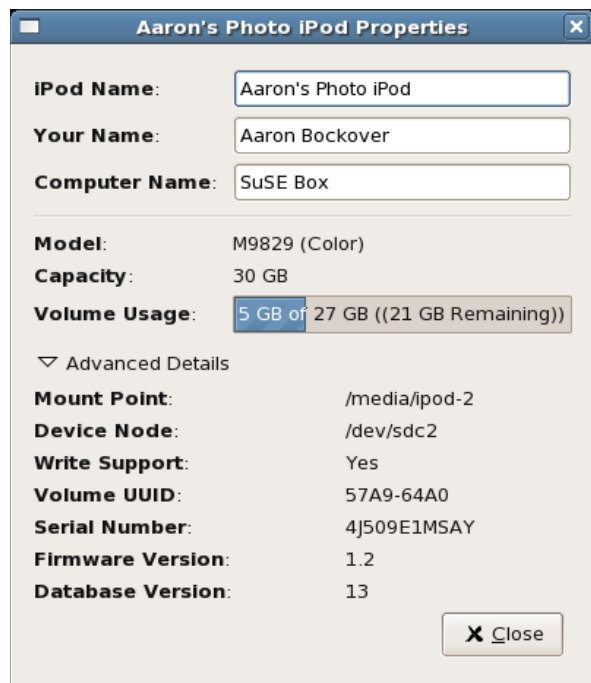 Aaron's Photo iPod Properties
iPod Name: Aaron's Photo iPod
Your Name: Aaron Bockover
Computer Name: SuSE Box
Model: M9829 (Color)
Capacity: 30 GB
Volume Usage: 5 GB of 27 GB ((21 GB Remaining))
Advanced Details
Mount Point: /media/ipod-2
Device Node: /dev/sdc2
Write Support: Yes
Volume UUID: 57A9-64A0
Serial Number: 4J509E1MSAY
Firmware Version: 1.2
Database Version: 13
Close